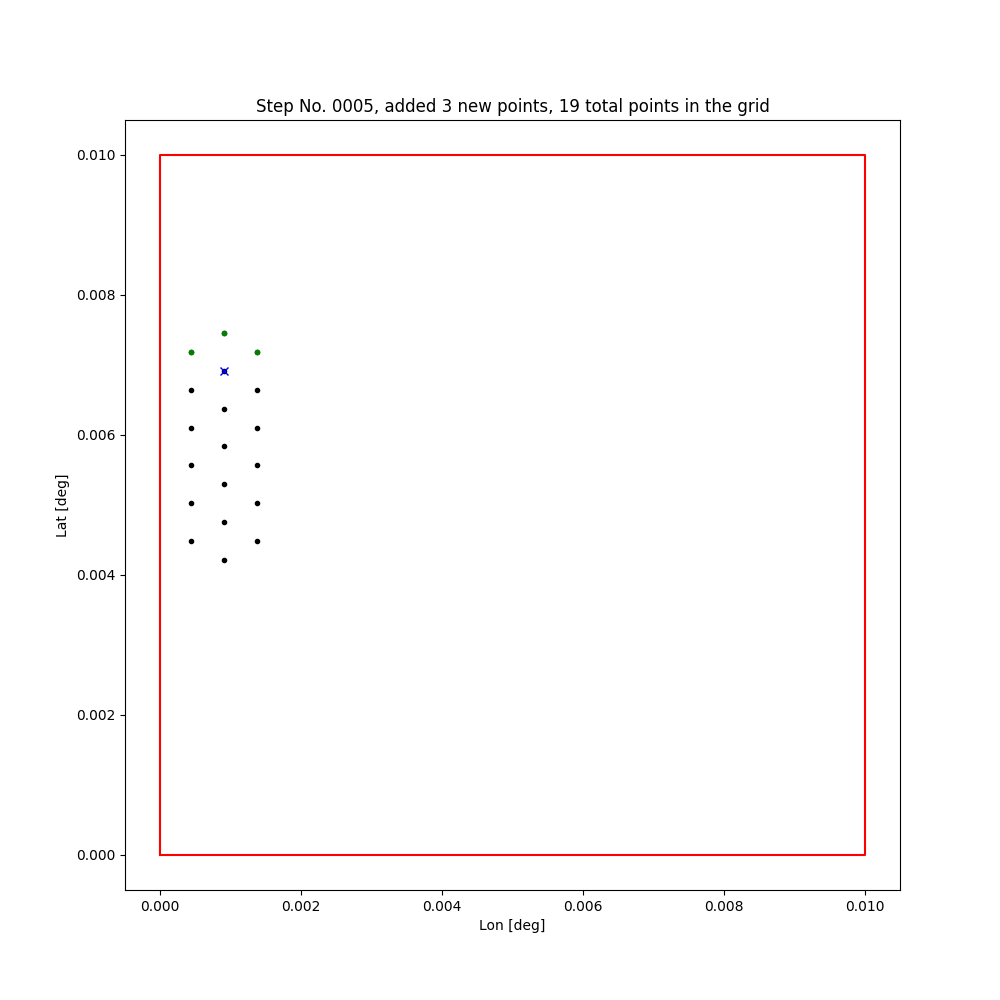 Step No. 0005, added 3 new points, 19 total points in the grid
0.010
0.008
0.006
0.004
0.002
0.000
Lat [deg]
0.000 0.002 0.004 0.006 0.008 0.010
Lon [deg]